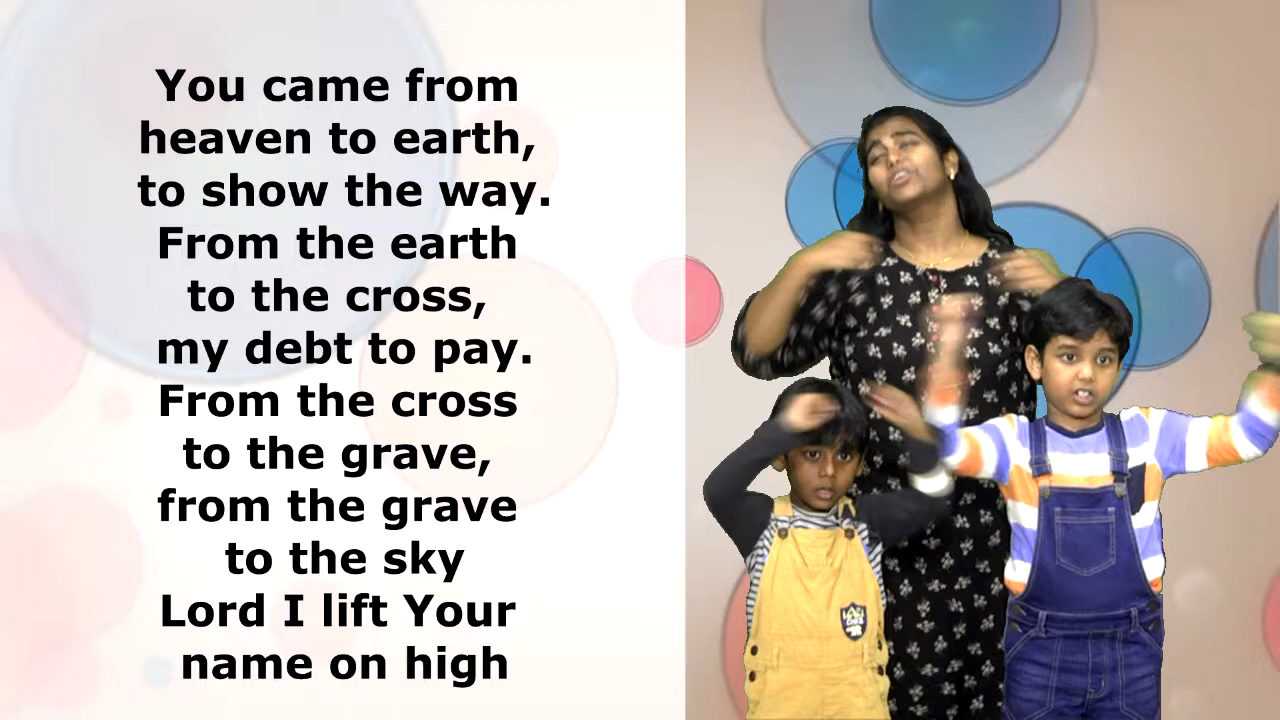 You came from
heaven to earth,
to show the way.
From the earth
to the cross,
my debt to pay.
From the cross
to the grave,
from the grave
to the sky
Lord I lift Your
name on high